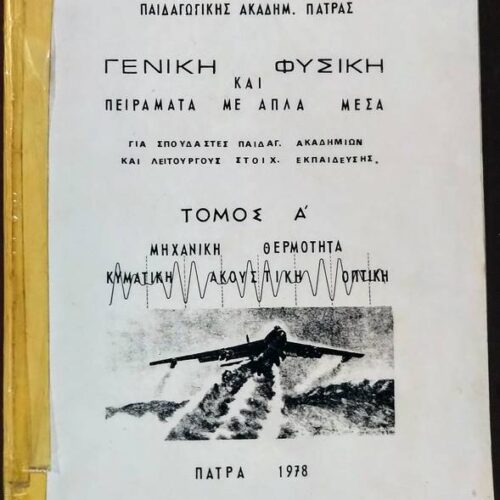 ΠΑΙΔΑΓΩΓΙΚΗΣ ΑΚΑΔΗΜ. ΠΑΤΡΑΣ
ΓΕΝΙΚΗ ΦΥΣΙΚΗ
ΚΑΙ
ΠΕΙΡΑΜΑΤΑ ΜΕ ΑΠΛΑ ΜΕΣΑ
ΓΙΑ ΣΠΟΥΔΑΣΤΕΣ ΠΑΙΔΑΓ. ΑΚΑΔΗΜΙΩΝ
ΚΑΙ ΛΕΙΤΟΥΡΓΟΥΣ ΣΤΟΙΧ. ΕΚΠΑΙΔΕΥΣΗΣ.
ΤΟΜΟΣ Α΄
ΜΗΧΑΝΙΚΗ ΘΕΡΜΟΤΗΤΑ
ΚΥΜΑΤΙΚΗ ΑΚΟΥΣΤΙΚΗ ΟΠΤΙΚΗ
ΠΑΤΡΑ 1978